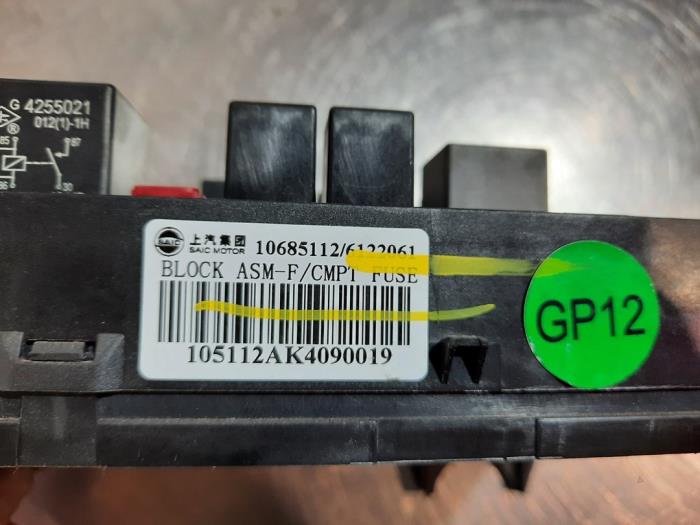 G 4255021
012(1)-1H
85
87
86
30
SAIC
上汽集团
SAIC MOTOR
10685112/6122061
BLOCK ASM-F/CMPT FUSE
105112AK4090019
GP12